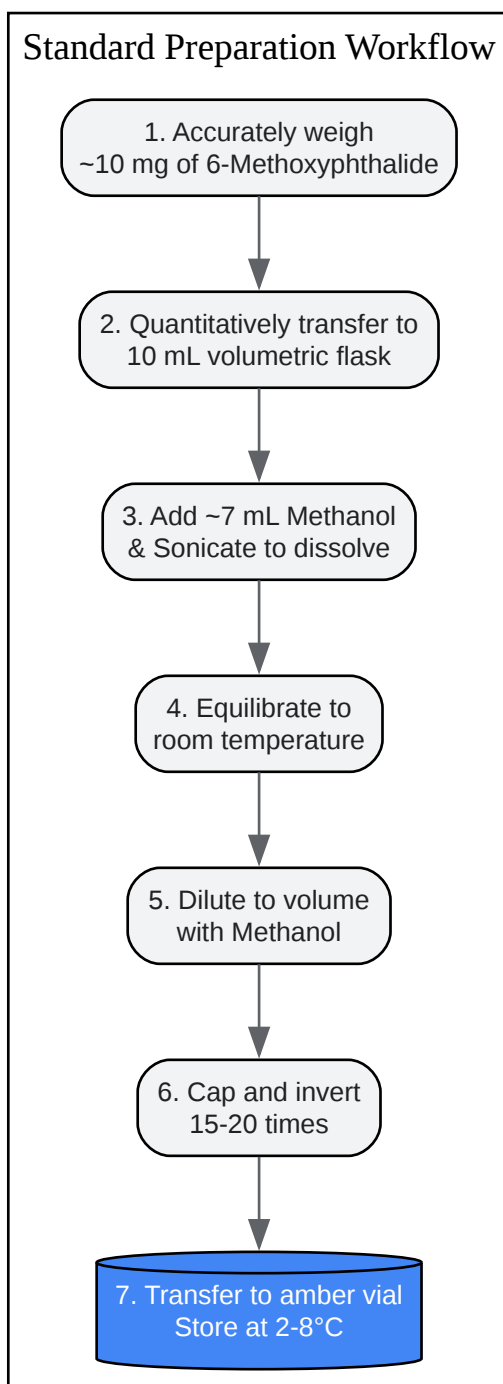 Standard Preparation Workflow
1. Accurately weigh
~10 mg of 6-Methoxyphthalide
2. Quantitatively transfer to
10 mL volumetric flask
3. Add ~7 mL Methanol
& Sonicate to dissolve
4. Equilibrate to
room temperature
5. Dilute to volume
with Methanol
6. Cap and invert
15-20 times
7. Transfer to amber vial
Store at 2-8°C